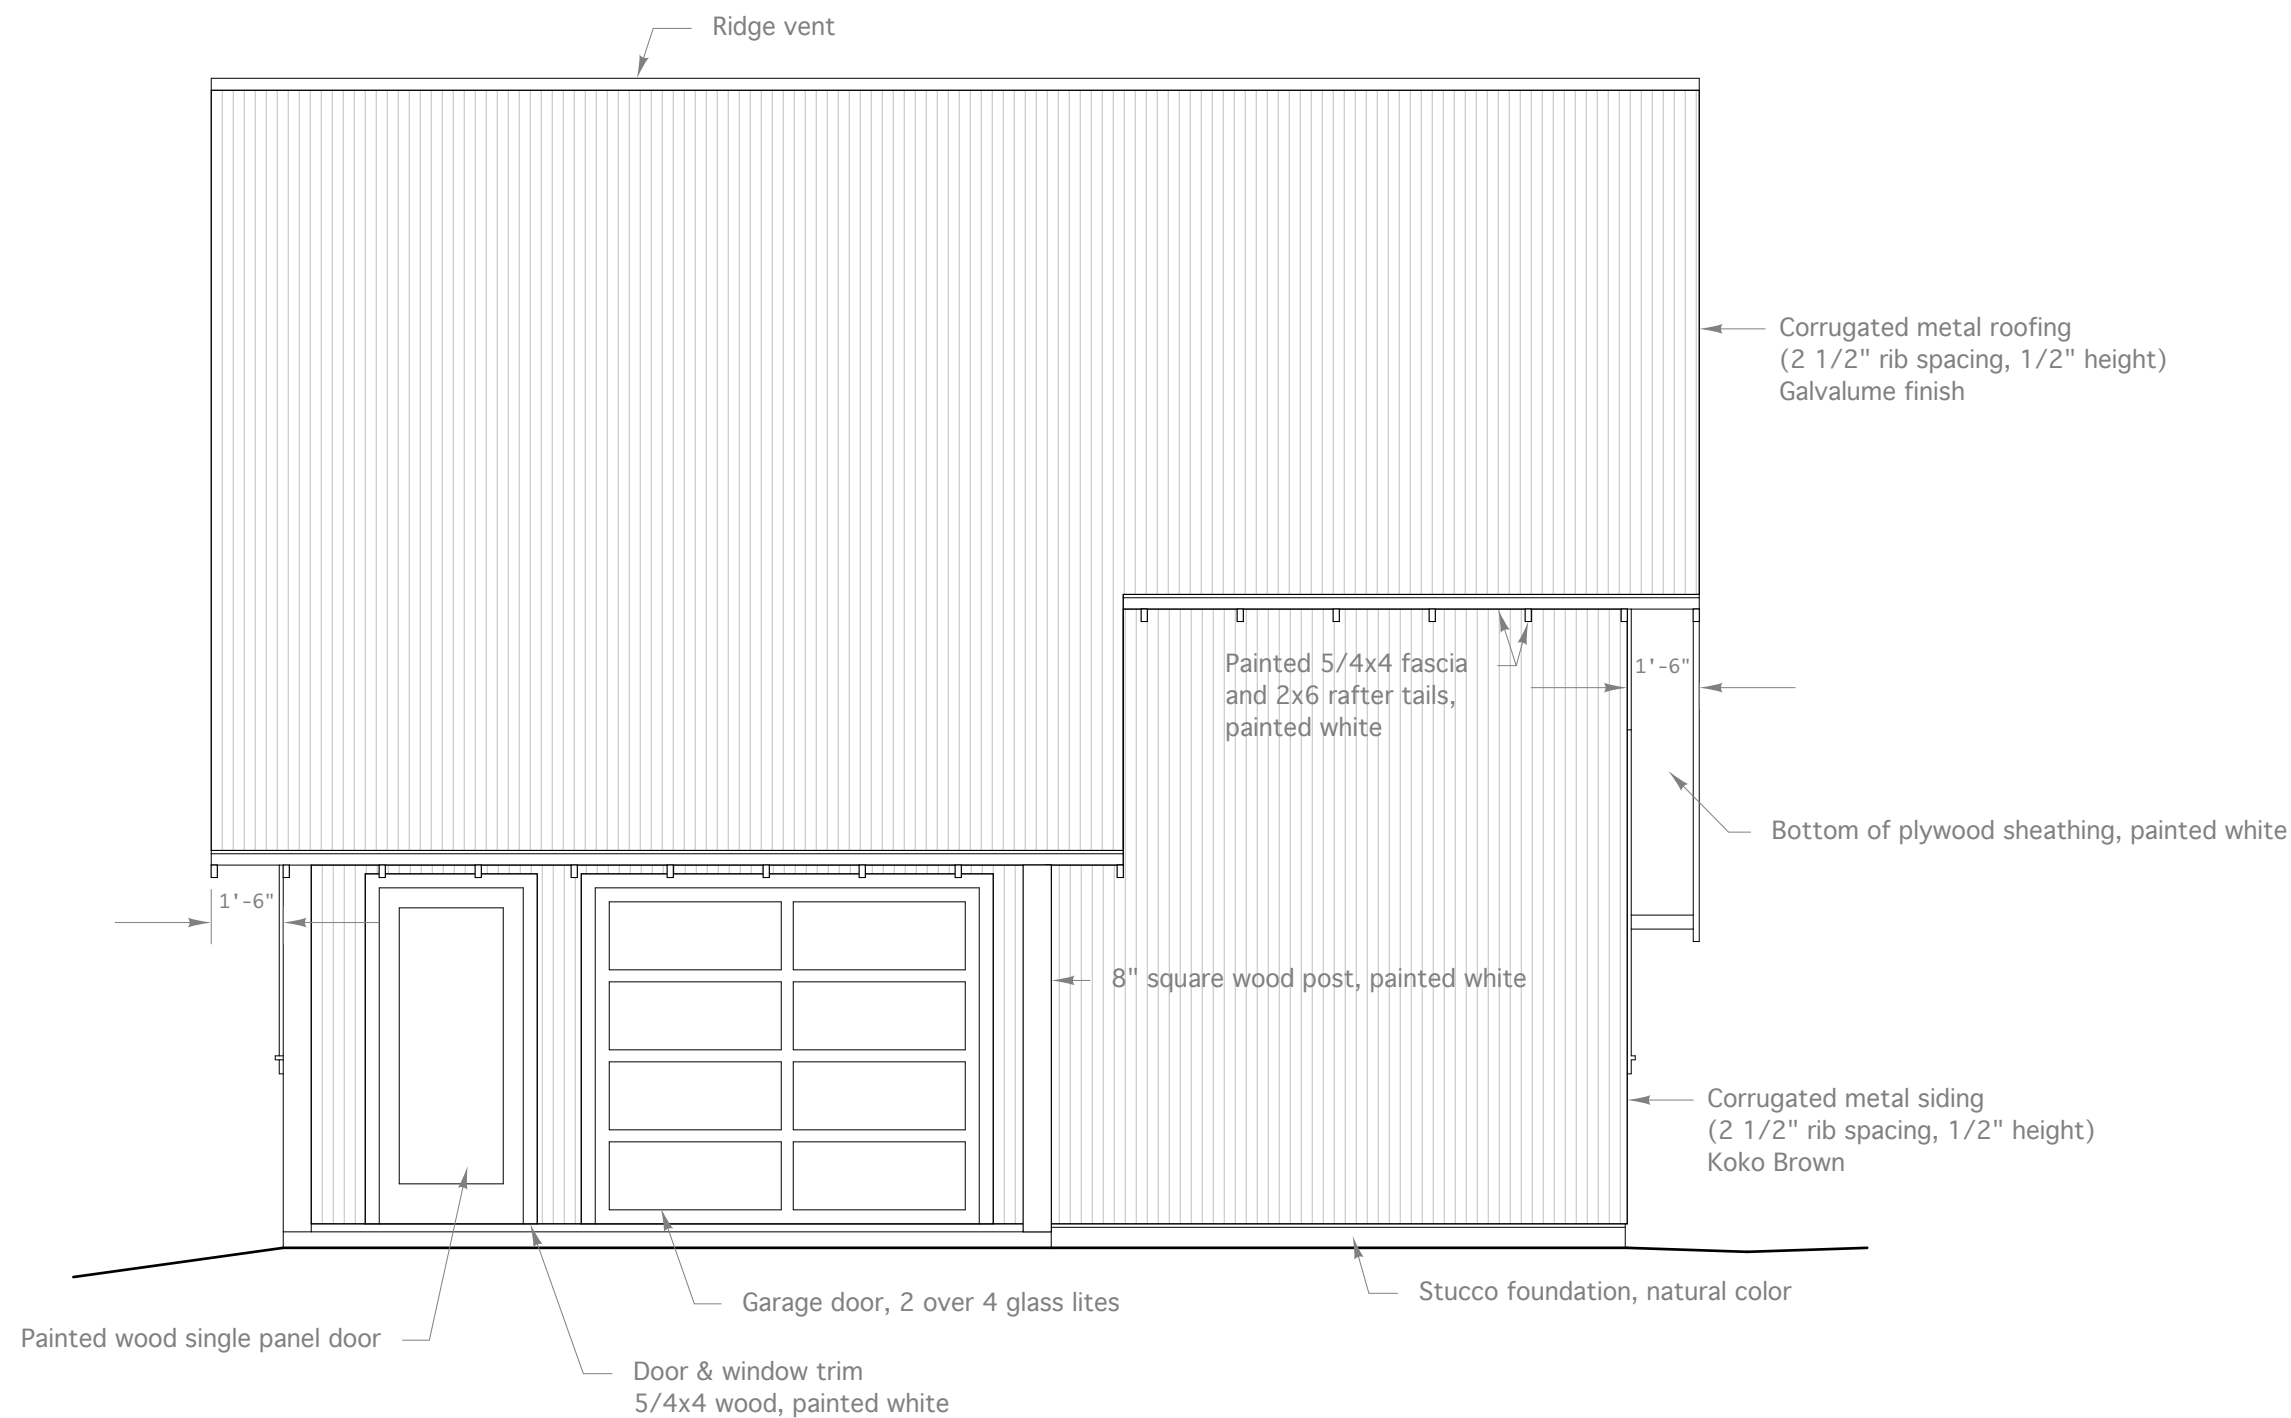 Ridge vent
Corrugated metal roofing
(2 1/2" rib spacing, 1/2" height)
Galvalume finish
Painted 5/4x4 fascia
and 2x6 rafter tails,
painted white
1'-6"
Bottom of plywood sheathing, painted white
1'-6"
8" square wood post, painted white
Corrugated metal siding
(2 1/2" rib spacing, 1/2" height)
Koko Brown
Stucco foundation, natural color
Garage door, 2 over 4 glass lites
Painted wood single panel door
Door & window trim
5/4x4 wood, painted white